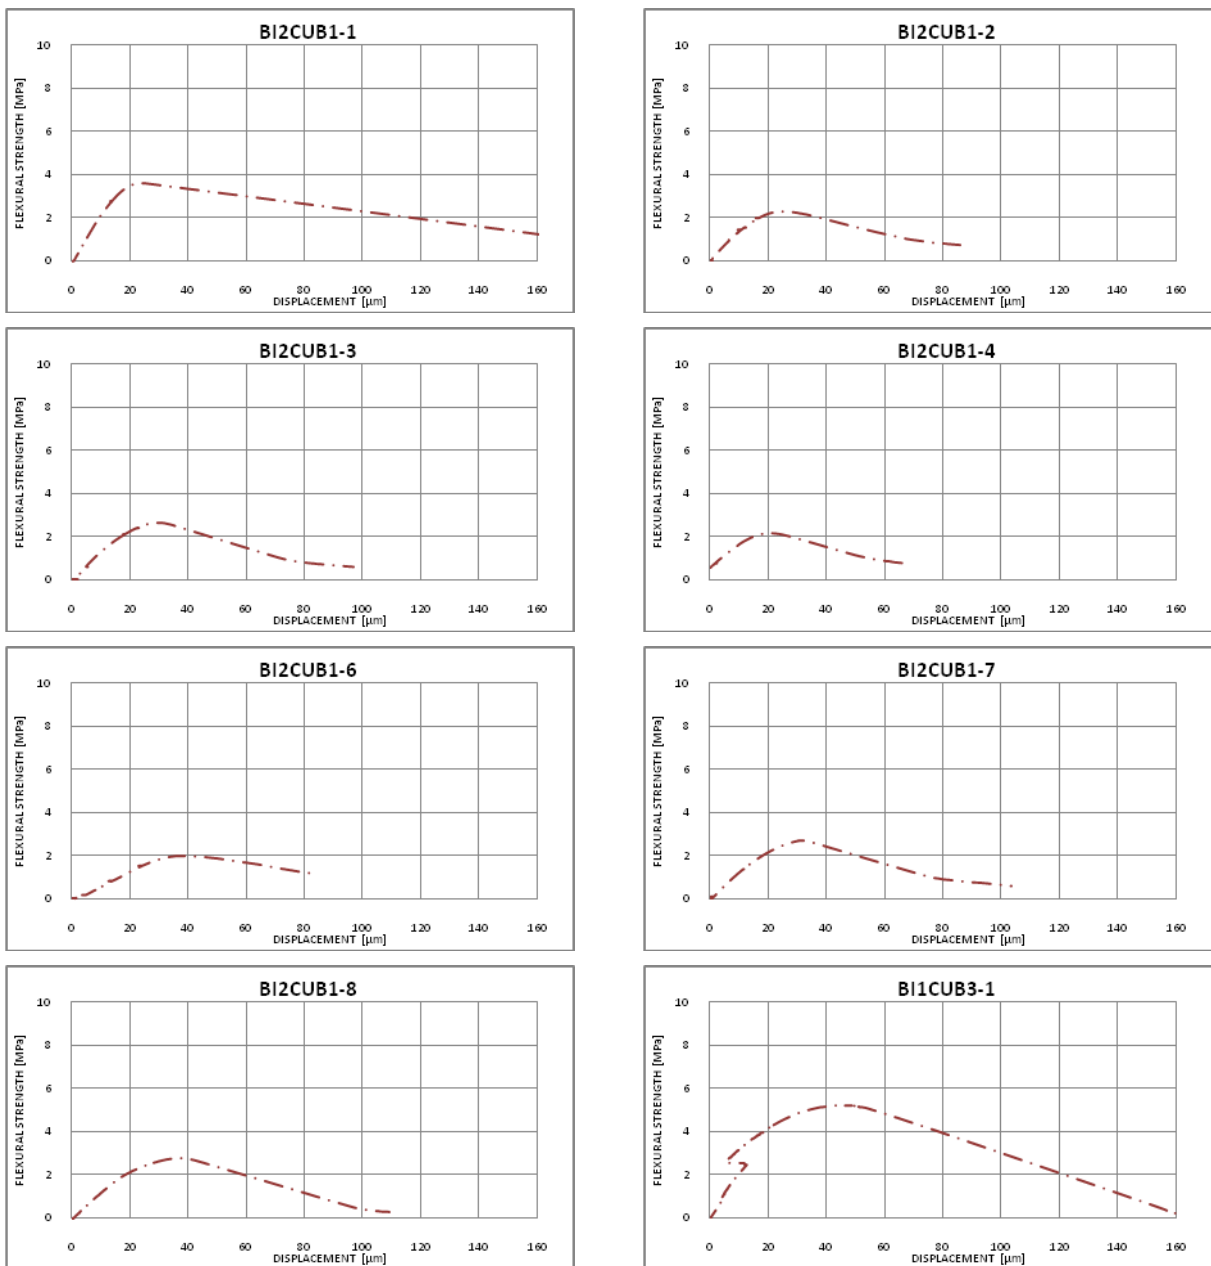 BI2CUB1-1
FLEXURAL STRENGTH [MPa]
10
8
6
4
2
0
0 20 40 60 80 100 120 140 160
DISPLACEMENT [µm]
BI2CUB1-2
FLEXURAL STRENGTH [MPa]
10
8
6
4
2
0
0 20 40 60 80 100 120 140 160
DISPLACEMENT [µm]
BI2CUB1-3
FLEXURAL STRENGTH [MPa]
10
8
6
4
2
0
0 20 40 60 80 100 120 140 160
DISPLACEMENT [µm]
BI2CUB1-4
FLEXURAL STRENGTH [MPa]
10
8
6
4
2
0
0 20 40 60 80 100 120 140 160
DISPLACEMENT [µm]
BI2CUB1-6
FLEXURAL STRENGTH [MPa]
10
8
6
4
2
0
0 20 40 60 80 100 120 140 160
DISPLACEMENT [µm]
BI2CUB1-7
FLEXURAL STRENGTH [MPa]
10
8
6
4
2
0
0 20 40 60 80 100 120 140 160
DISPLACEMENT [µm]
BI2CUB1-8
FLEXURAL STRENGTH [MPa]
10
8
6
4
2
0
0 20 40 60 80 100 120 140 160
DISPLACEMENT [µm]
BI1CUB3-1
FLEXURAL STRENGTH [MPa]
10
8
6
4
2
0
0 20 40 60 80 100 120 140 160
DISPLACEMENT [µm]